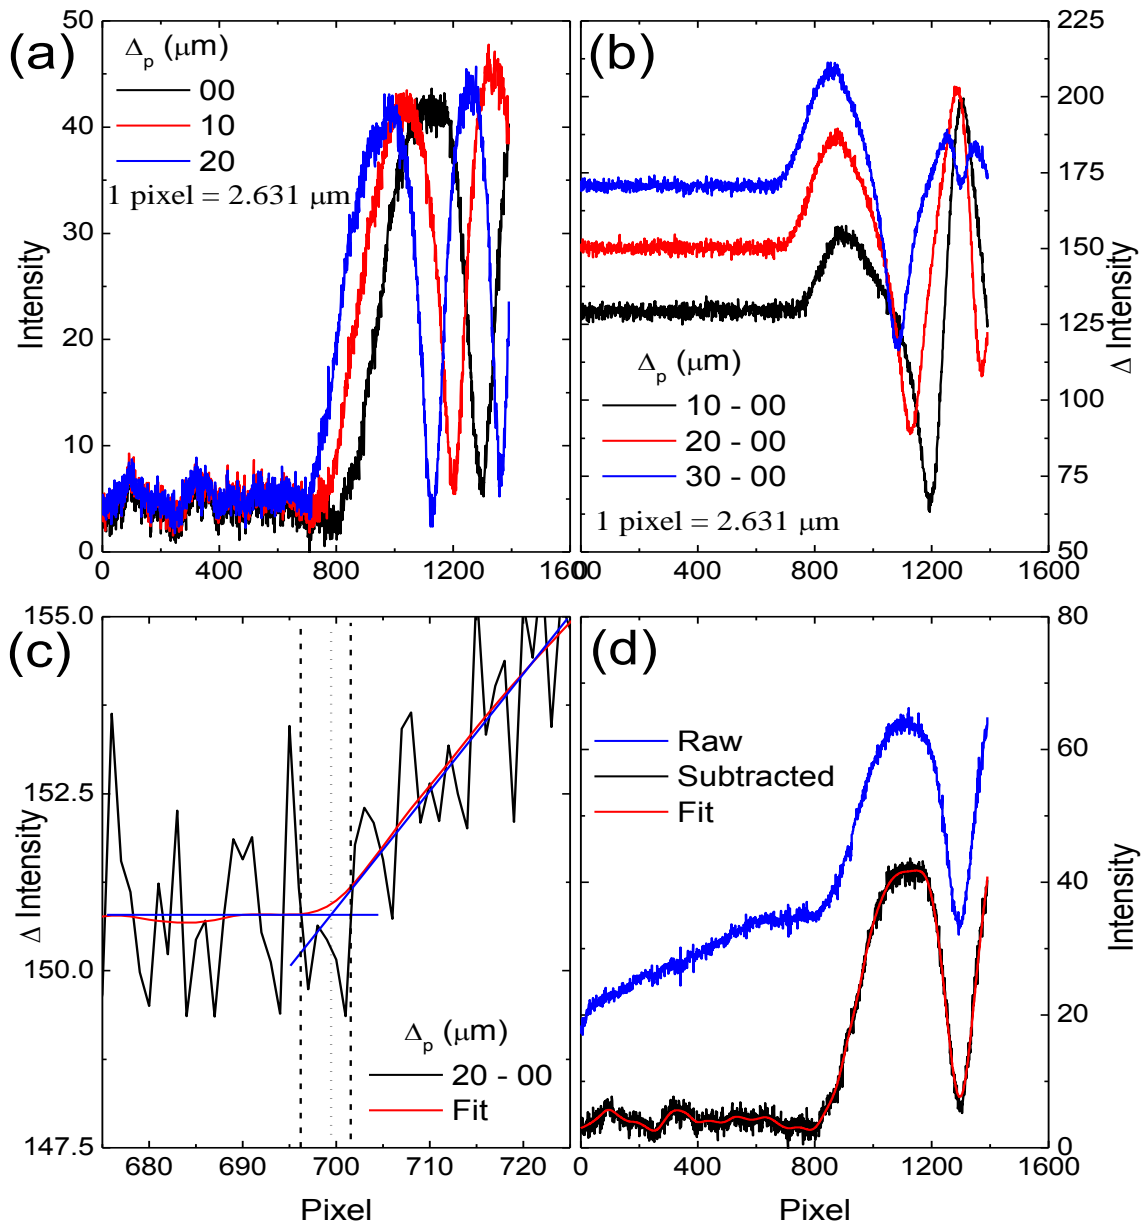 (a)
Δp (μm)
00
10
20
1 pixel = 2.631 μm
Intensity
50
40
30
20
10
0
0 400 800 1200 1600
(b)
Δp (μm)
10 - 00
20 - 00
30 - 00
1 pixel = 2.631 μm
Δ Intensity
225
200
175
150
125
100
75
50
0 400 800 1200 1600
(c)
Δp (μm)
20 - 00
Fit
Δ Intensity
155.0
152.5
150.0
147.5
680 690 700 710 720
Pixel
(d)
Raw
Subtracted
Fit
Intensity
80
60
40
20
0
0 400 800 1200 1600
Pixel